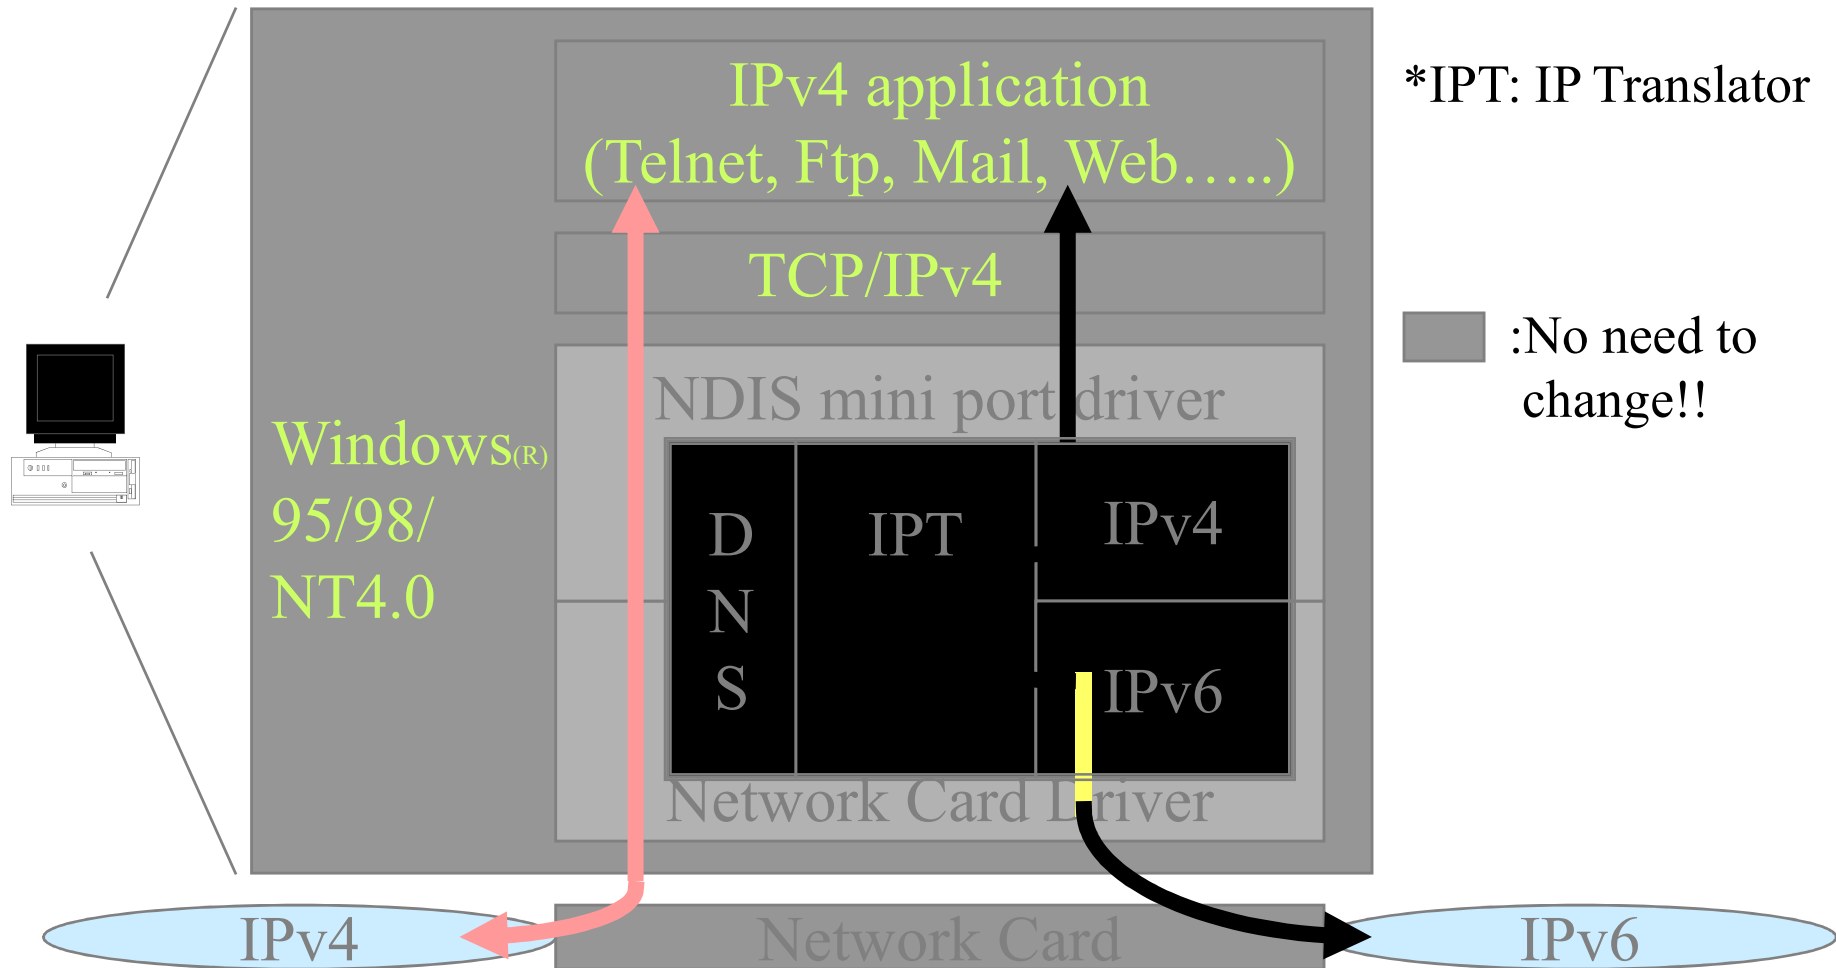 IPv4 application
(Telnet, Ftp, Mail, Web…..)
*IPT: IP Translator
TCP/IPv4
:No need to
change!!
NDIS mini port driver
Windows(R)
95/98/
NT4.0
D
N
S
IPT
IPv4
IPv6
Network Card Driver
IPv4
Network Card
IPv6